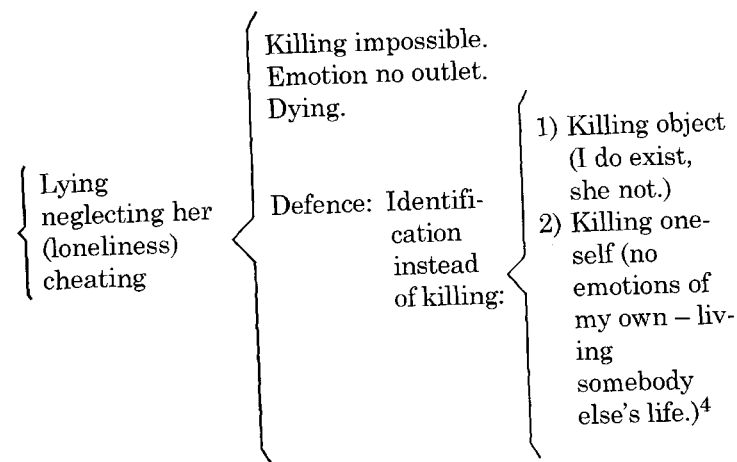 Lying
neglecting her
(loneliness)
cheating
Killing impossible.
Emotion no outlet.
Dying.
Defence: Identifi-
cation
instead
of killing:
1) Killing object
(I do exist,
she not.)
2) Killing one-
self (no
emotions of
my own – liv-
ing
somebody
else's life.)⁴